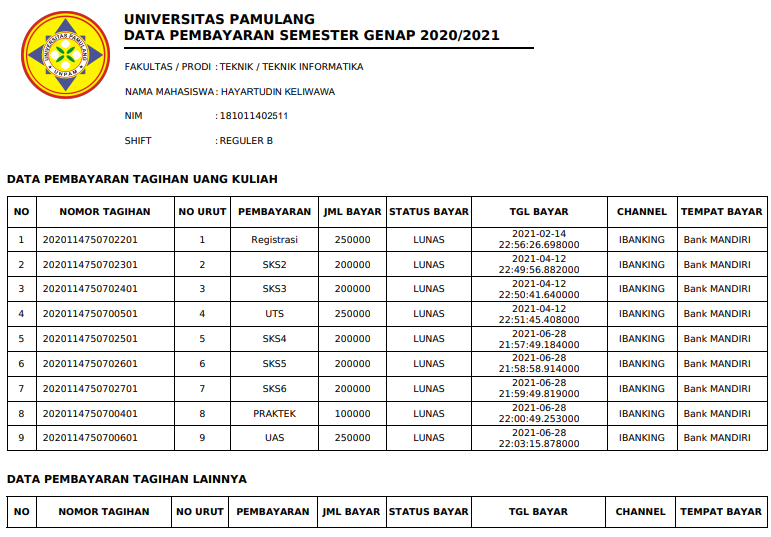 UNIVERSITAS PAMULANG
UNPAM
UNIVERSITAS PAMULANG
DATA PEMBAYARAN SEMESTER GENAP 2020/2021
FAKULTAS / PRODI : TEKNIK / TEKNIK INFORMATIKA
NAMA MAHASISWA : HAYARTUDIN KELIWAWA
NIM : 181011402511
SHIFT : REGULER B
DATA PEMBAYARAN TAGIHAN UANG KULIAH
NO NOMOR TAGIHAN NO URUT PEMBAYARAN JML BAYAR STATUS BAYAR TGL BAYAR CHANNEL TEMPAT BAYAR
1 2020114750702201 1 Registrasi 250000 LUNAS 2021-02-14 22:56:26.698000 IBANKING Bank MANDIRI
2 2020114750702301 2 SKS2 200000 LUNAS 2021-04-12 22:49:56.882000 IBANKING Bank MANDIRI
3 2020114750702401 3 SKS3 200000 LUNAS 2021-04-12 22:50:41.640000 IBANKING Bank MANDIRI
4 2020114750700501 4 UTS 250000 LUNAS 2021-04-12 22:51:45.408000 IBANKING Bank MANDIRI
5 2020114750702501 5 SKS4 200000 LUNAS 2021-06-28 21:57:49.184000 IBANKING Bank MANDIRI
6 2020114750702601 6 SKS5 200000 LUNAS 2021-06-28 21:58:58.914000 IBANKING Bank MANDIRI
7 2020114750702701 7 SKS6 200000 LUNAS 2021-06-28 21:59:49.819000 IBANKING Bank MANDIRI
8 2020114750700401 8 PRAKTEK 100000 LUNAS 2021-06-28 22:00:49.253000 IBANKING Bank MANDIRI
9 2020114750700601 9 UAS 250000 LUNAS 2021-06-28 22:03:15.878000 IBANKING Bank MANDIRI
DATA PEMBAYARAN TAGIHAN LAINNYA
NO NOMOR TAGIHAN NO URUT PEMBAYARAN JML BAYAR STATUS BAYAR TGL BAYAR CHANNEL TEMPAT BAYAR